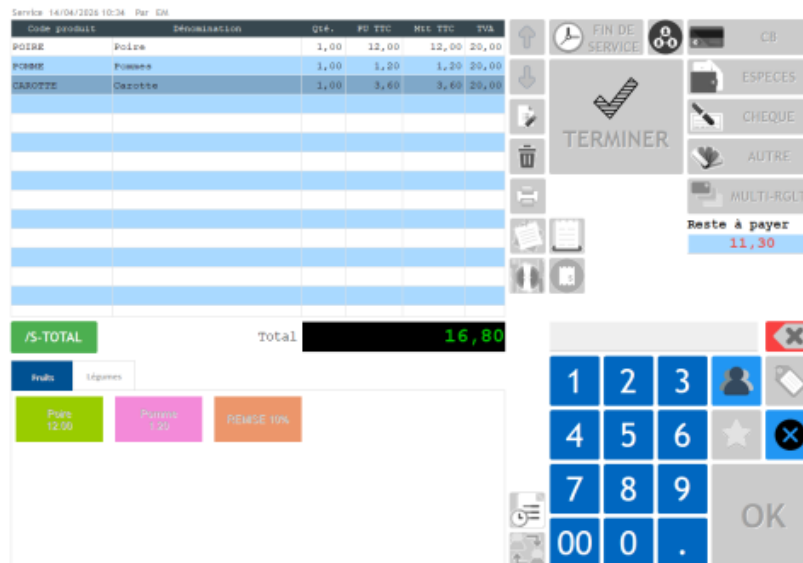 Service 14/04/2026 10:34 Par EM
Code produit Dénomination Qté. PU TTC Mtt TTC TVA
POIRE Poire 1,00 12,00 12,00 20,00
POMME Pommes 1,00 1,20 1,20 20,00
CAROTTE Carotte 1,00 3,60 3,60 20,00
FIN DE
SERVICE
TERMINER
CB
ESPECES
CHEQUE
AUTRE
MULTI-RGLT
Reste à payer
11,30
/S-TOTAL Total 16,80
Fruits Légumes
Poire
12.00
Pomme
1.20
REMISE 10%
1 2 3
4 5 6
7 8 9
00 0 .
OK